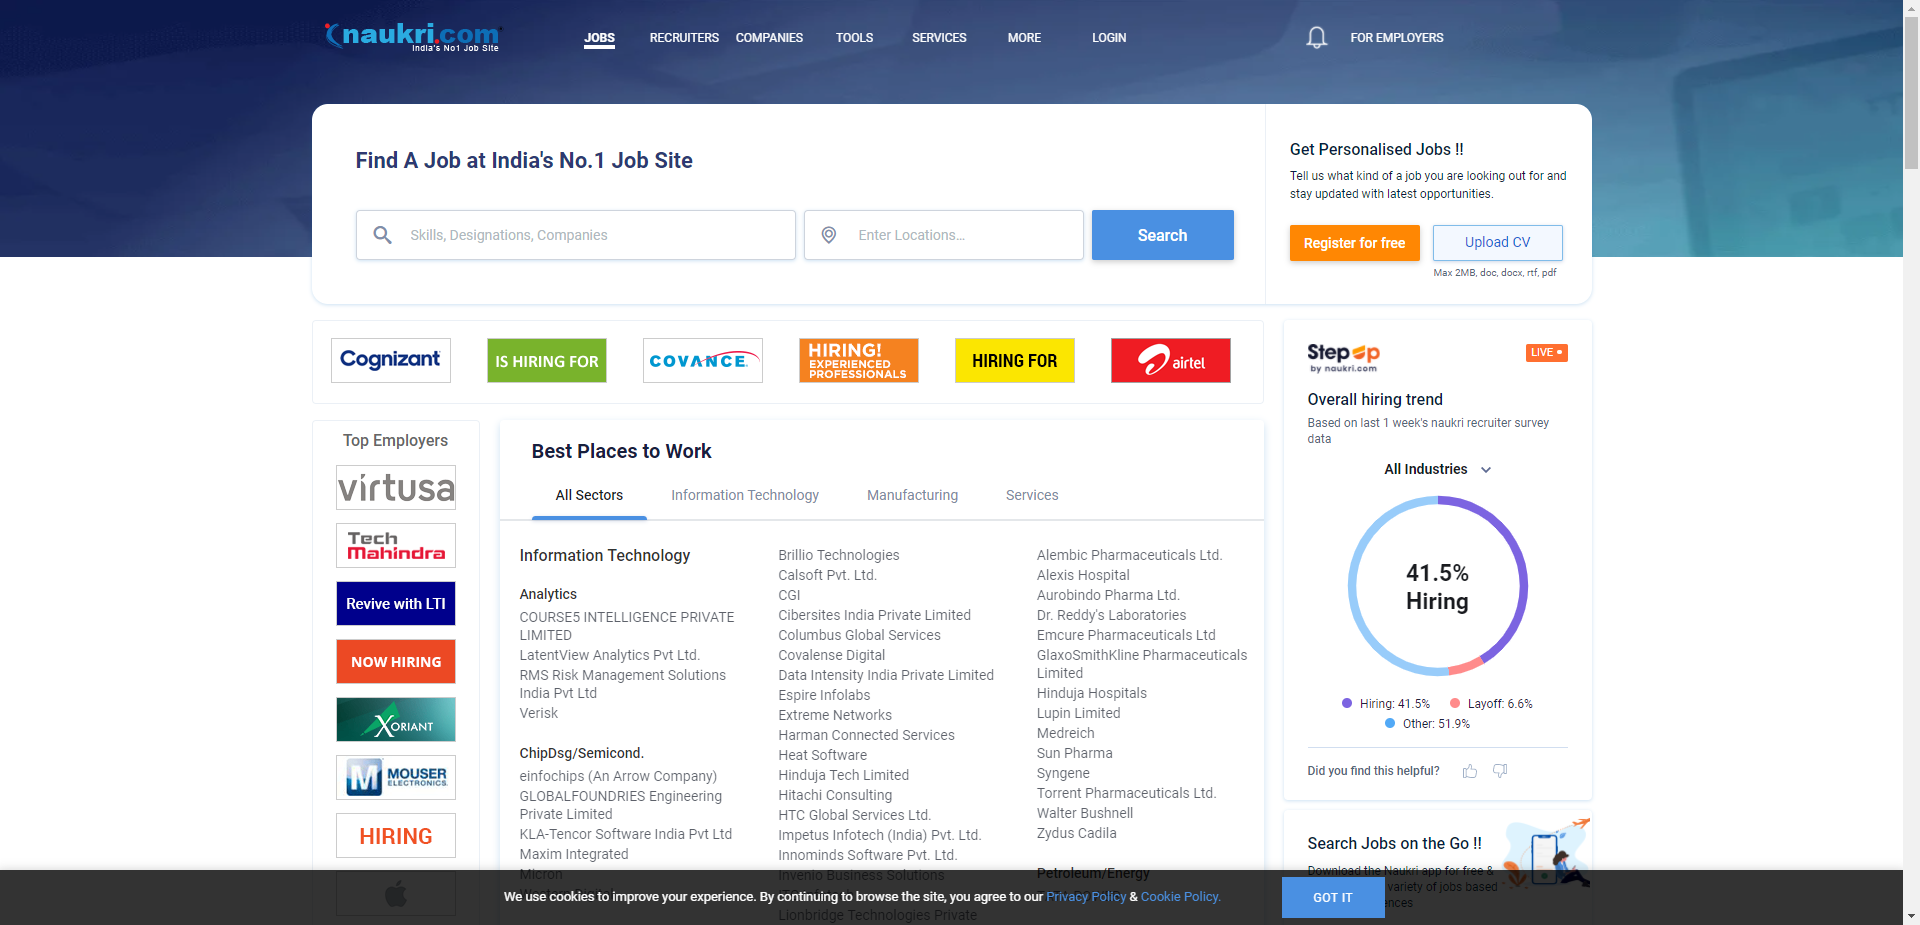 naukri.com
India's No1 Job Site
JOBS
RECRUITERS
COMPANIES
TOOLS
SERVICES
MORE
LOGIN
FOR EMPLOYERS
Find A Job at India's No.1 Job Site
Skills, Designations, Companies
Enter Locations...
Search
Get Personalised Jobs !!
Tell us what kind of a job you are looking out for and
stay updated with latest opportunities.
Register for free
Upload CV
Max 2MB, doc, docx, rtf, pdf
Cognizant
IS HIRING FOR
COVANCE
HIRING!
EXPERIENCED
PROFESSIONALS
HIRING FOR
airtel
Top Employers
virtusa
Tech
Mahindra
Revive with LTI
NOW HIRING
XORIANT
M MOUSER
ELECTRONICS
HIRING
Best Places to Work
All Sectors
Information Technology
Manufacturing
Services
Information Technology
Analytics
COURSE5 INTELLIGENCE PRIVATE
LIMITED
LatentView Analytics Pvt Ltd.
RMS Risk Management Solutions
India Pvt Ltd
Verisk
ChipDsg/Semicond.
einfochips (An Arrow Company)
GLOBALFOUNDRIES Engineering
Private Limited
KLA-Tencor Software India Pvt Ltd
Maxim Integrated
Micron
Brillio Technologies
Calsoft Pvt. Ltd.
CGI
Cibersites India Private Limited
Columbus Global Services
Covalense Digital
Data Intensity India Private Limited
Espire Infolabs
Extreme Networks
Harman Connected Services
Heat Software
Hinduja Tech Limited
Hitachi Consulting
HTC Global Services Ltd.
Impetus Infotech (India) Pvt. Ltd.
Innominds Software Pvt. Ltd.
Invenio Business Solutions
Lionbridge Technologies Private
Alembic Pharmaceuticals Ltd.
Alexis Hospital
Aurobindo Pharma Ltd.
Dr. Reddy's Laboratories
Emcure Pharmaceuticals Ltd
GlaxoSmithKline Pharmaceuticals
Limited
Hinduja Hospitals
Lupin Limited
Medreich
Sun Pharma
Syngene
Torrent Pharmaceuticals Ltd.
Walter Bushnell
Zydus Cadila
Petroleum/Energy
StepUp
by naukri.com
LIVE
Overall hiring trend
Based on last 1 week's naukri recruiter survey
data
All Industries
41.5%
Hiring
Hiring: 41.5%
Layoff: 6.6%
Other: 51.9%
Did you find this helpful?
Search Jobs on the Go !!
Download the Naukri app for free &
variety of jobs based
We use cookies to improve your experience. By continuing to browse the site, you agree to our Privacy Policy & Cookie Policy.
GOT IT